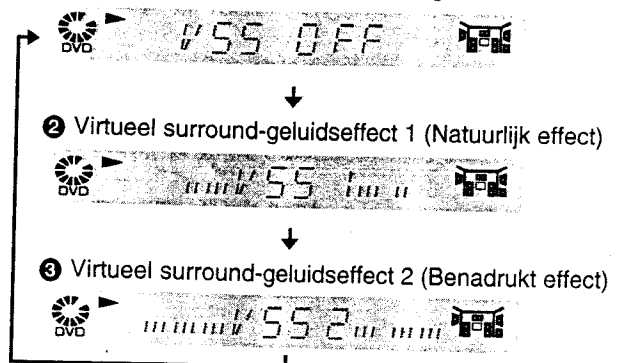 DVD VSS OFF
❷ Virtueel surround-geluidseffect 1 (Natuurlijk effect)
DVD VSS 1
❸ Virtueel surround-geluidseffect 2 (Benadrukt effect)
DVD VSS 2